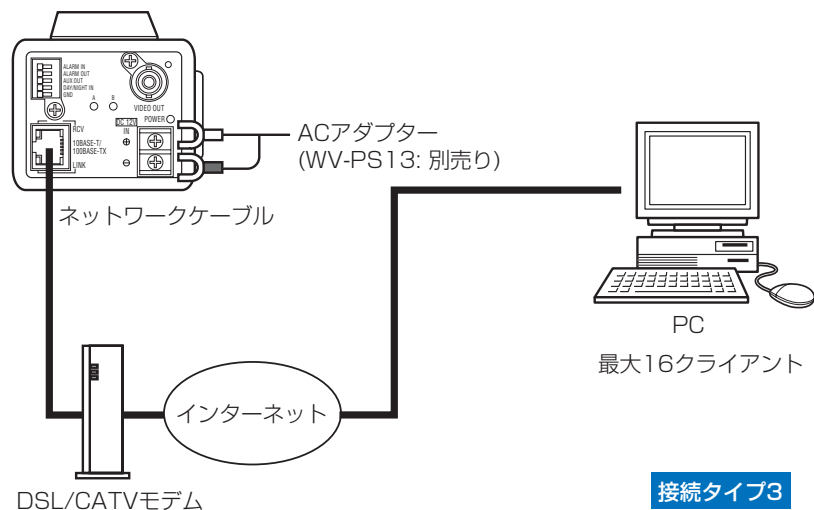 ALARM IN
ALARM OUT
AUX OUT
DAY/NIGHT IN
GND
A B
VIDEO OUT
POWER
DC 12V
IN
⊕
⊖
RCV
10BASE-T/
100BASE-TX
LINK
ACアダプター
(WV-PS13: 別売り)
ネットワークケーブル
PC
最大16クライアント
インターネット
DSL/CATVモデム
接続タイプ3